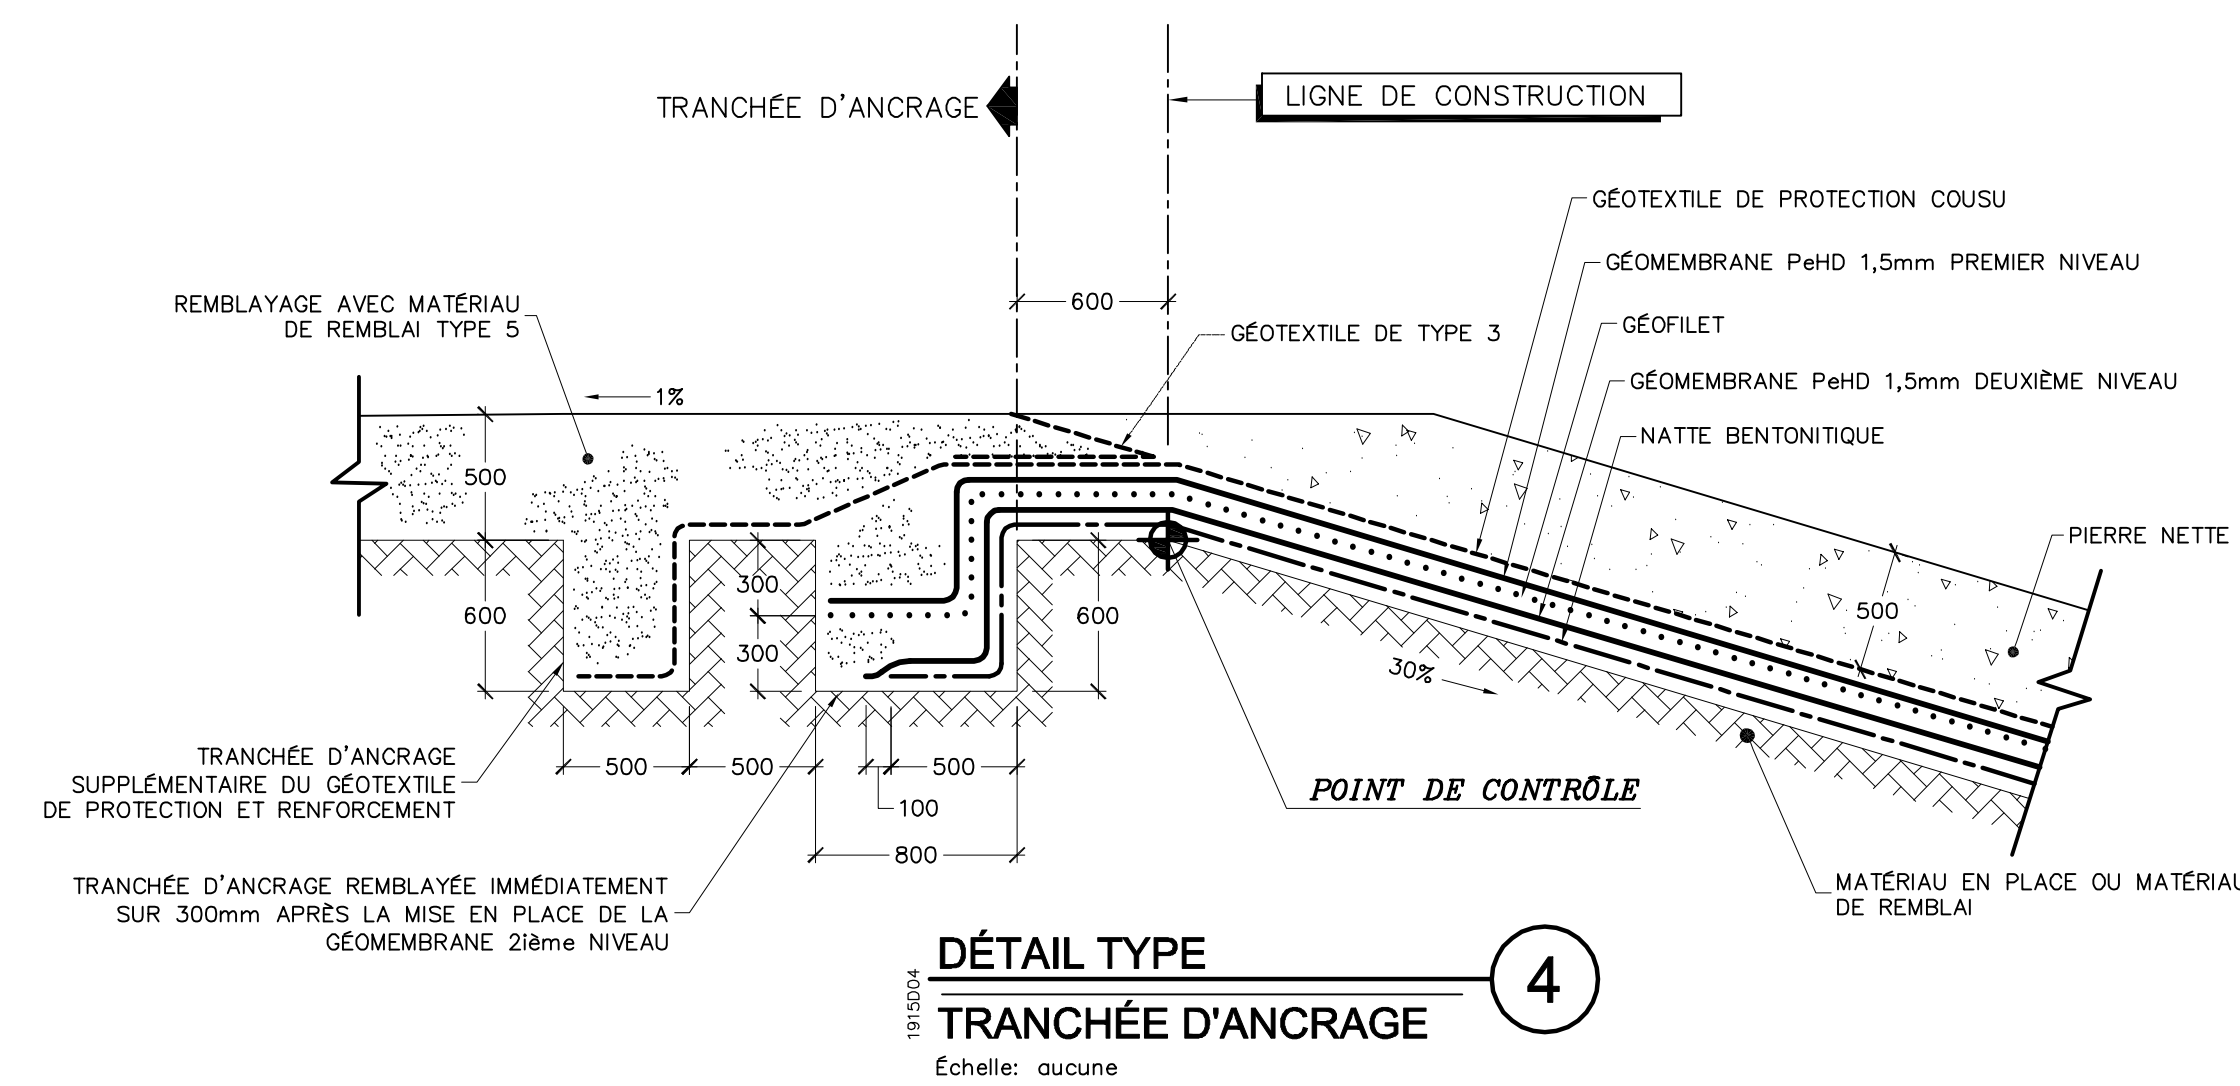 TRANCHÉE D'ANCRAGE
LIGNE DE CONSTRUCTION
GÉOTEXTILE DE PROTECTION COUSU
GÉOMEMBRANE PeHD 1,5mm PREMIER NIVEAU
600
REMBLAYAGE AVEC MATÉRIAU
DE REMBLAI TYPE 5
GÉOTEXTILE DE TYPE 3
GÉOFILET
GÉOMEMBRANE PeHD 1,5mm DEUXIÈME NIVEAU
1%
NATTE BENTONITIQUE
500
PIERRE NETTE
300
600
600
500
300
30%
TRANCHÉE D'ANCRAGE
SUPPLÉMENTAIRE DU GÉOTEXTILE
DE PROTECTION ET RENFORCEMENT
500
500
500
100
POINT DE CONTRÔLE
800
TRANCHÉE D'ANCRAGE REMBLAYÉE IMMÉDIATEMENT
SUR 300mm APRÈS LA MISE EN PLACE DE LA
GÉOMEMBRANE 2ième NIVEAU
MATÉRIAU EN PLACE OU MATÉRIAU
DE REMBLAI
DÉTAIL TYPE
4
1915D04
TRANCHÉE D'ANCRAGE
Échelle: aucune